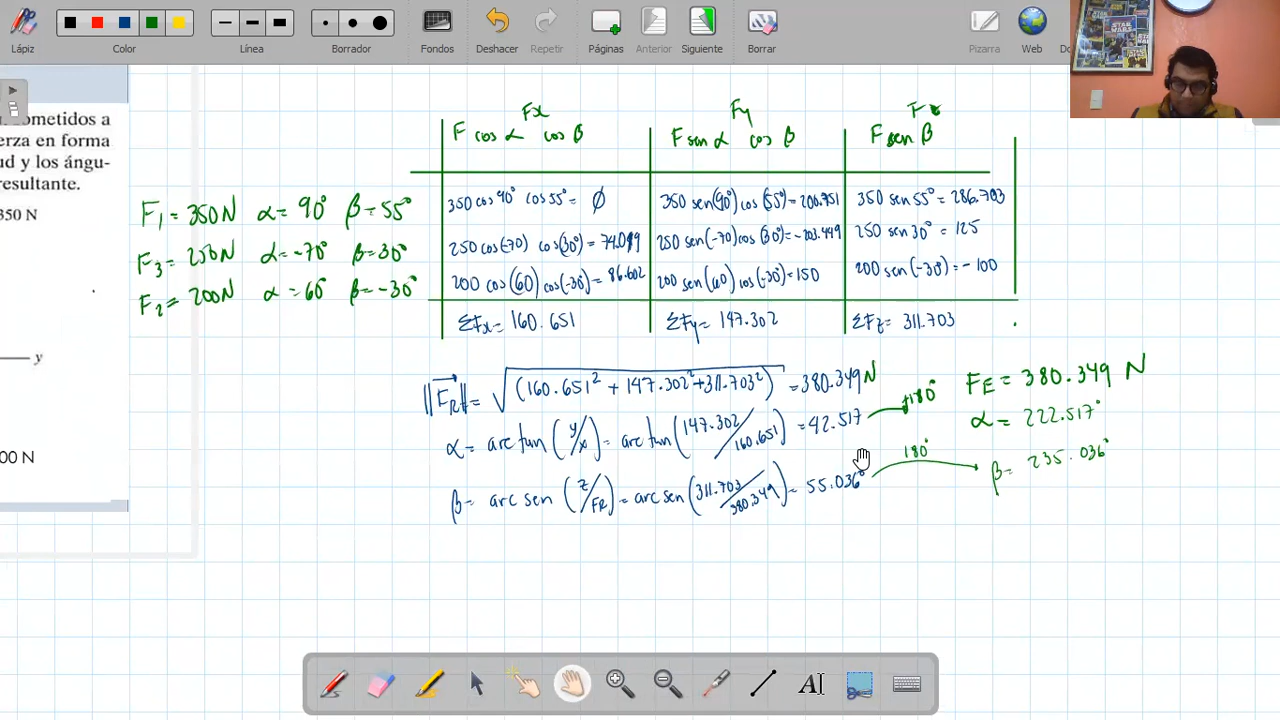 Lápiz
Color
Línea
Borrador
Fondos
Deshacer
Repetir
Páginas
Anterior
Siguiente
Borrar
Pizarra
Web
ometidos a
erza en forma
ud y los ángu-
resultante.
350 N
y
00 N
Fx
Fy
F cos α cos β
F sen α cos β
F sen β
F₁ = 350N α = 90° β = 55°
350 cos 90° cos 55° = ∅
350 sen(90°) cos(55°) = 200.751
350 sen 55° = 286.703
F₃ = 250N α = -70° β = 30°
250 cos(-70) cos(30°) = 74.049
250 sen(-70) cos(30°) = -203.449
250 sen 30° = 125
F₂ = 200N α = 60° β = -30°
200 cos(60) cos(-30°) = 86.602
200 sen(60) cos(-30°) = 150
200 sen(-30°) = -100
ΣFx = 160.651
ΣFy = 147.302
ΣFz = 311.703
||FR|| = √(160.651² + 147.302² + 311.703²) = 380.349N
α = arc tan (y/x) = arc tan (147.302/160.651) = 42.517
β = arc sen (z/FR) = arc sen (311.703/380.349) = 55.036°
+180°
180°
FE = 380.349 N
α = 222.517°
β = 235.036°